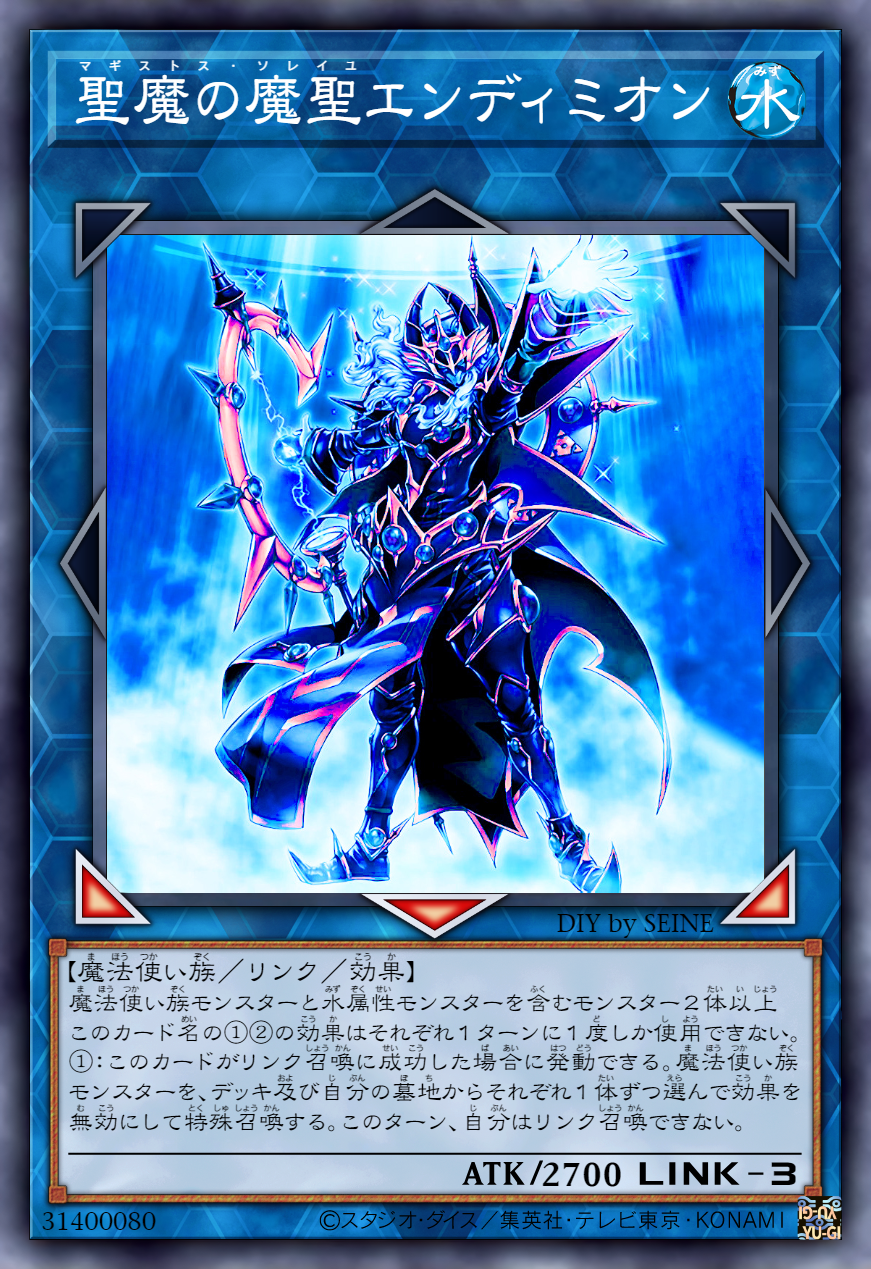 マギストス・ソレイユ
聖魔の魔聖エンディミオン
みず
水
DIY by SEINE
【魔法使い族／リンク／効果】
魔法使い族モンスターと水属性モンスターを含むモンスター２体以上
このカード名の①②の効果はそれぞれ１ターンに１度しか使用できない。
①：このカードがリンク召喚に成功した場合に発動できる。魔法使い族
モンスターを、デッキ及び自分の墓地からそれぞれ１体ずつ選んで効果を
無効にして特殊召喚する。このターン、自分はリンク召喚できない。
ATK/2700 LINK-3
31400080
©スタジオ・ダイス／集英社・テレビ東京・KONAMI
YU-GI